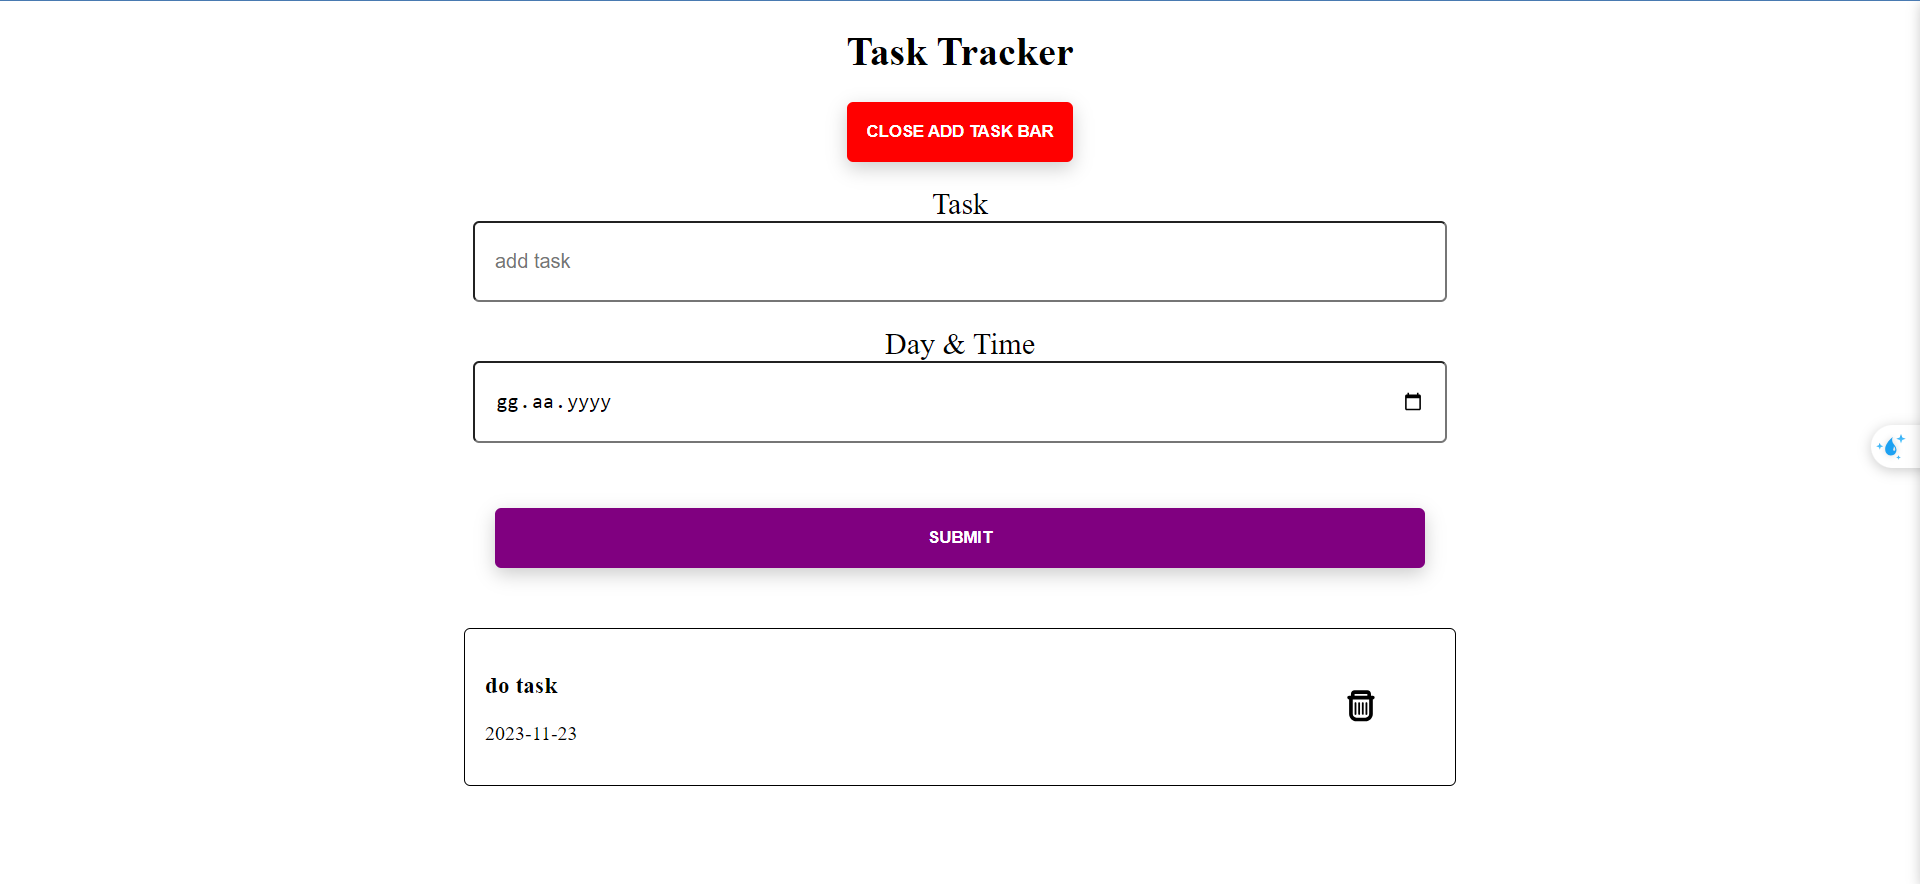 Task Tracker
CLOSE ADD TASK BAR
Task
add task
Day & Time
gg.aa.yyyy
SUBMIT
do task
2023-11-23